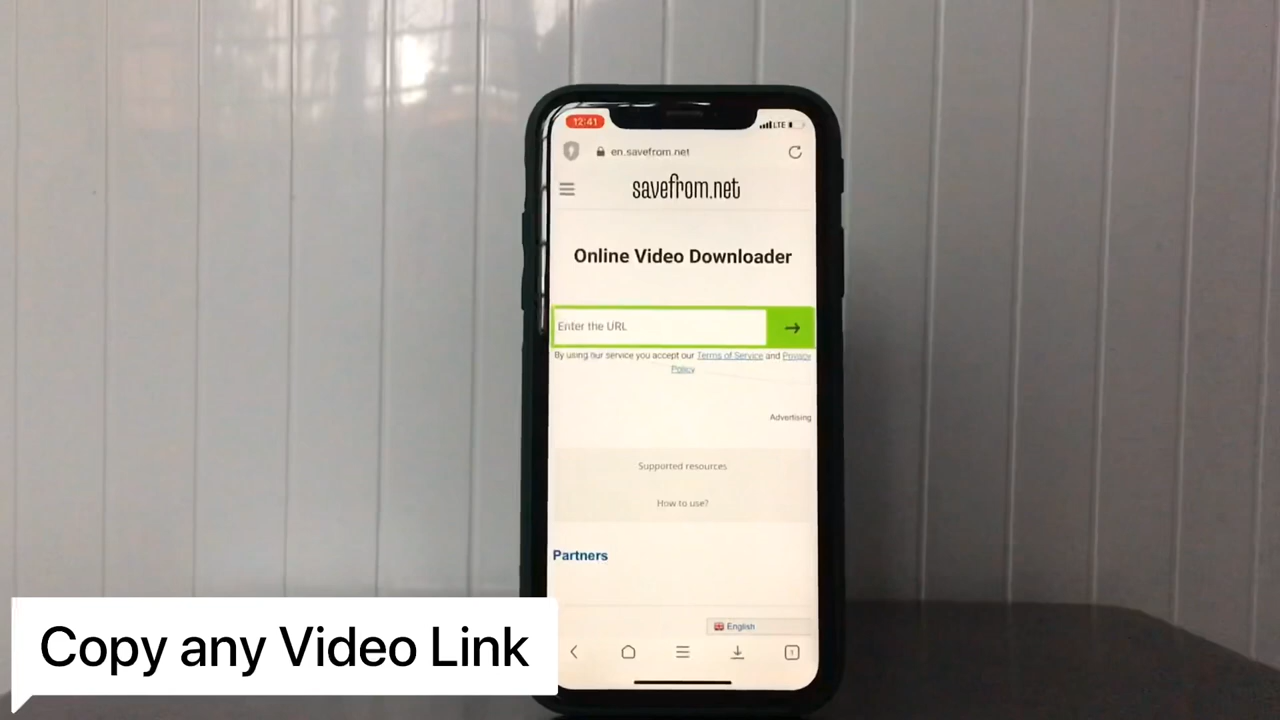 12:41
LTE
en.savefrom.net
savefrom.net
Online Video Downloader
Enter the URL
By using our service you accept our Terms of Service and Privacy
Policy
Advertising
Supported resources
How to use?
Partners
English
1
Copy any Video Link